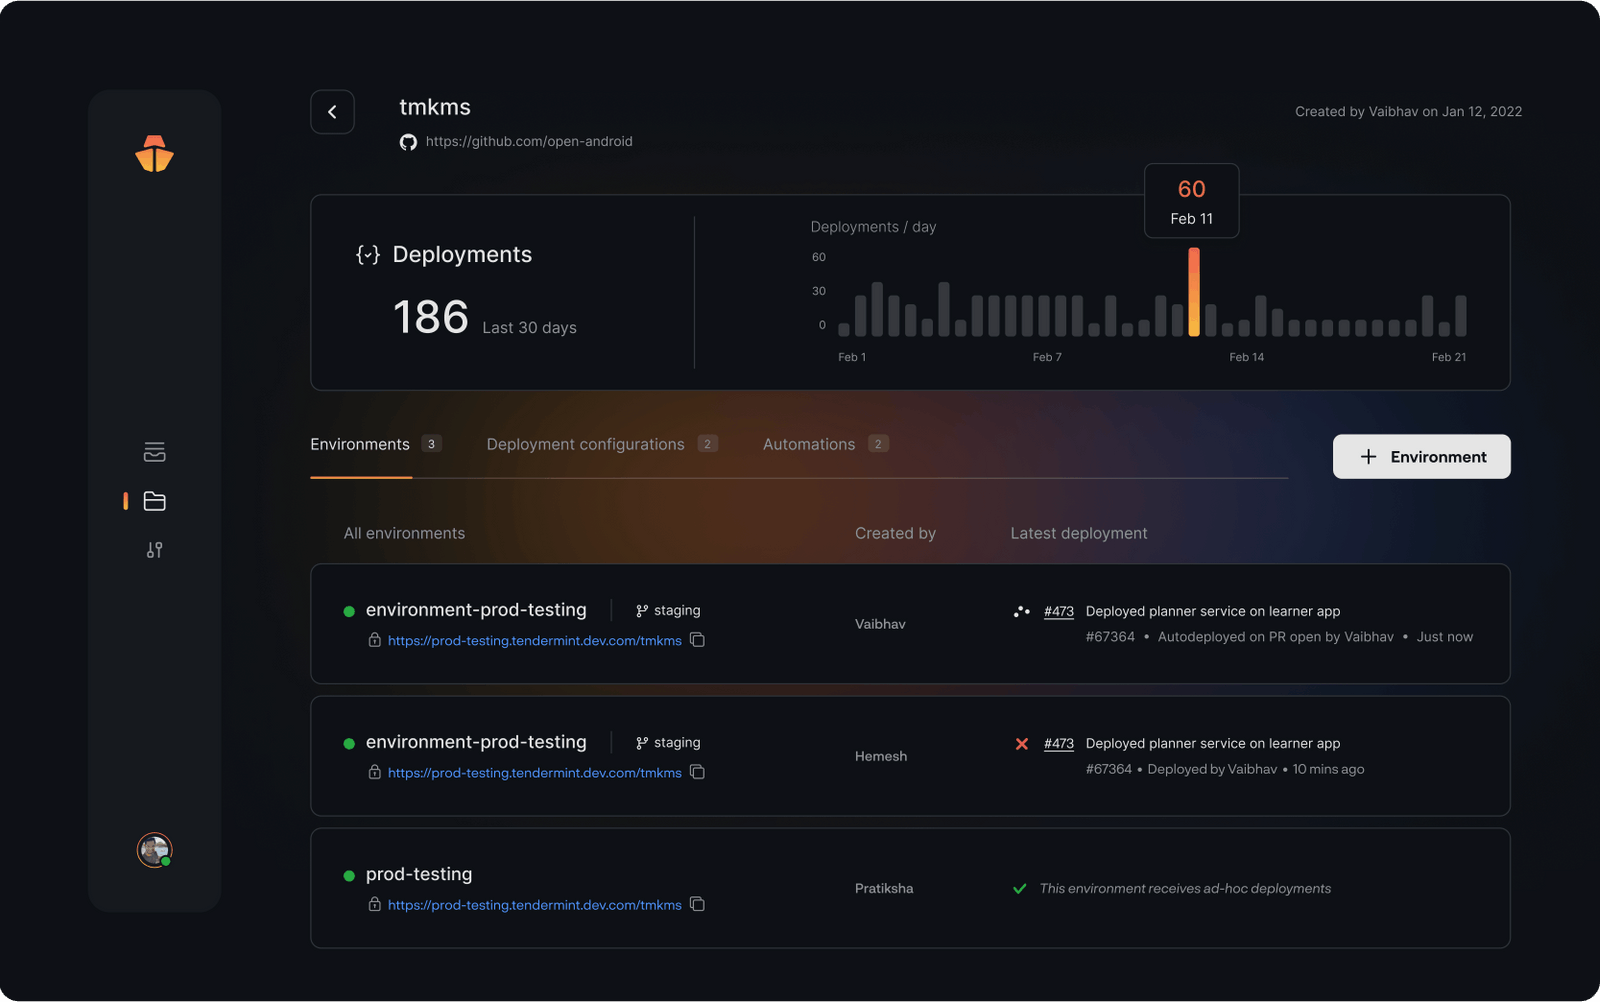 tmkms
https://github.com/open-android
Created by Vaibhav on Jan 12, 2022
60
Feb 11
Deployments
186 Last 30 days
Deployments / day
60
30
0
Feb 1 Feb 7 Feb 14 Feb 21
Environments 3 Deployment configurations 2 Automations 2
+ Environment
All environments Created by Latest deployment
environment-prod-testing staging
https://prod-testing.tendermint.dev.com/tmkms
Vaibhav
#473 Deployed planner service on learner app
#67364 • Autodeployed on PR open by Vaibhav • Just now
environment-prod-testing staging
https://prod-testing.tendermint.dev.com/tmkms
Hemesh
#473 Deployed planner service on learner app
#67364 • Deployed by Vaibhav • 10 mins ago
prod-testing
https://prod-testing.tendermint.dev.com/tmkms
Pratiksha
This environment receives ad-hoc deployments